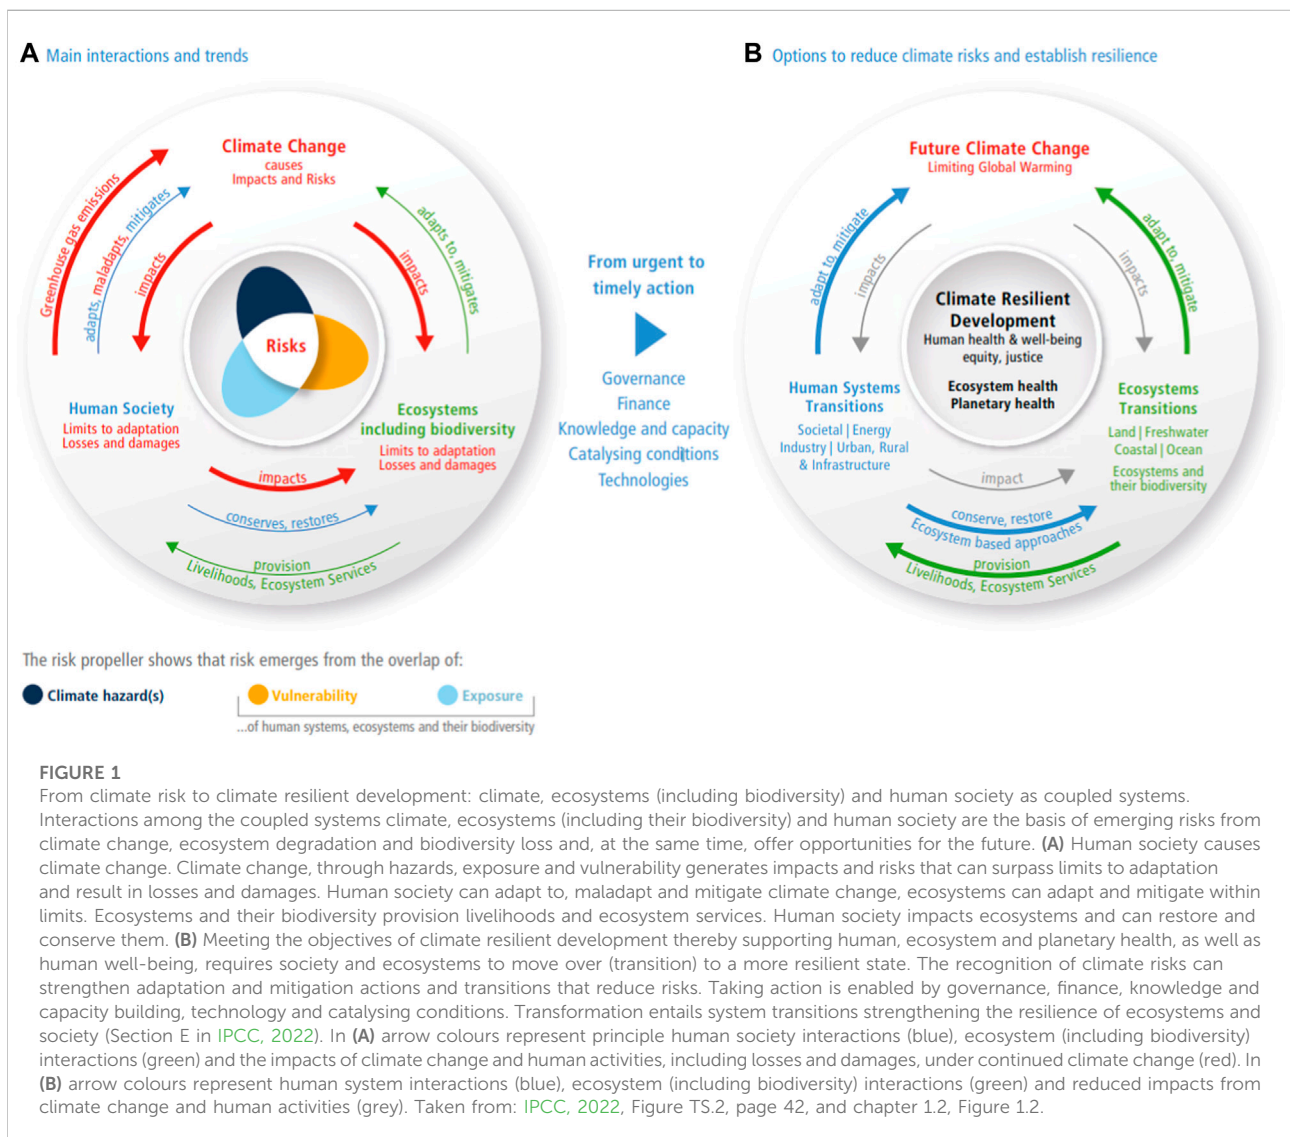 A Main interactions and trends
Climate Change
causes
Impacts and Risks
Greenhouse gas emissions
adapts, maladapts, mitigates
impacts
impacts
adapts to, mitigates
Risks
Human Society
Limits to adaptation
Losses and damages
Ecosystems
including biodiversity
Limits to adaptation
Losses and damages
impacts
conserves, restores
provision
Livelihoods, Ecosystem Services
From urgent to
timely action
Governance
Finance
Knowledge and capacity
Catalysing conditions
Technologies
B Options to reduce climate risks and establish resilience
Future Climate Change
Limiting Global Warming
adapt to, mitigate
impacts
impacts
adapt to, mitigate
Climate Resilient
Development
Human health & well-being
equity, justice
Ecosystem health
Planetary health
Human Systems
Transitions
Societal | Energy
Industry | Urban, Rural
& Infrastructure
Ecosystems
Transitions
Land | Freshwater
Coastal | Ocean
Ecosystems and
their biodiversity
impact
conserve, restore
Ecosystem based approaches
provision
Livelihoods, Ecosystem Services
The risk propeller shows that risk emerges from the overlap of:
Climate hazard(s) Vulnerability Exposure
...of human systems, ecosystems and their biodiversity
FIGURE 1
From climate risk to climate resilient development: climate, ecosystems (including biodiversity) and human society as coupled systems.
Interactions among the coupled systems climate, ecosystems (including their biodiversity) and human society are the basis of emerging risks from
climate change, ecosystem degradation and biodiversity loss and, at the same time, offer opportunities for the future. (A) Human society causes
climate change. Climate change, through hazards, exposure and vulnerability generates impacts and risks that can surpass limits to adaptation
and result in losses and damages. Human society can adapt to, maladapt and mitigate climate change, ecosystems can adapt and mitigate within
limits. Ecosystems and their biodiversity provision livelihoods and ecosystem services. Human society impacts ecosystems and can restore and
conserve them. (B) Meeting the objectives of climate resilient development thereby supporting human, ecosystem and planetary health, as well as
human well-being, requires society and ecosystems to move over (transition) to a more resilient state. The recognition of climate risks can
strengthen adaptation and mitigation actions and transitions that reduce risks. Taking action is enabled by governance, finance, knowledge and
capacity building, technology and catalysing conditions. Transformation entails system transitions strengthening the resilience of ecosystems and
society (Section E in IPCC, 2022). In (A) arrow colours represent principle human society interactions (blue), ecosystem (including biodiversity)
interactions (green) and the impacts of climate change and human activities, including losses and damages, under continued climate change (red). In
(B) arrow colours represent human system interactions (blue), ecosystem (including biodiversity) interactions (green) and reduced impacts from
climate change and human activities (grey). Taken from: IPCC, 2022, Figure TS.2, page 42, and chapter 1.2, Figure 1.2.